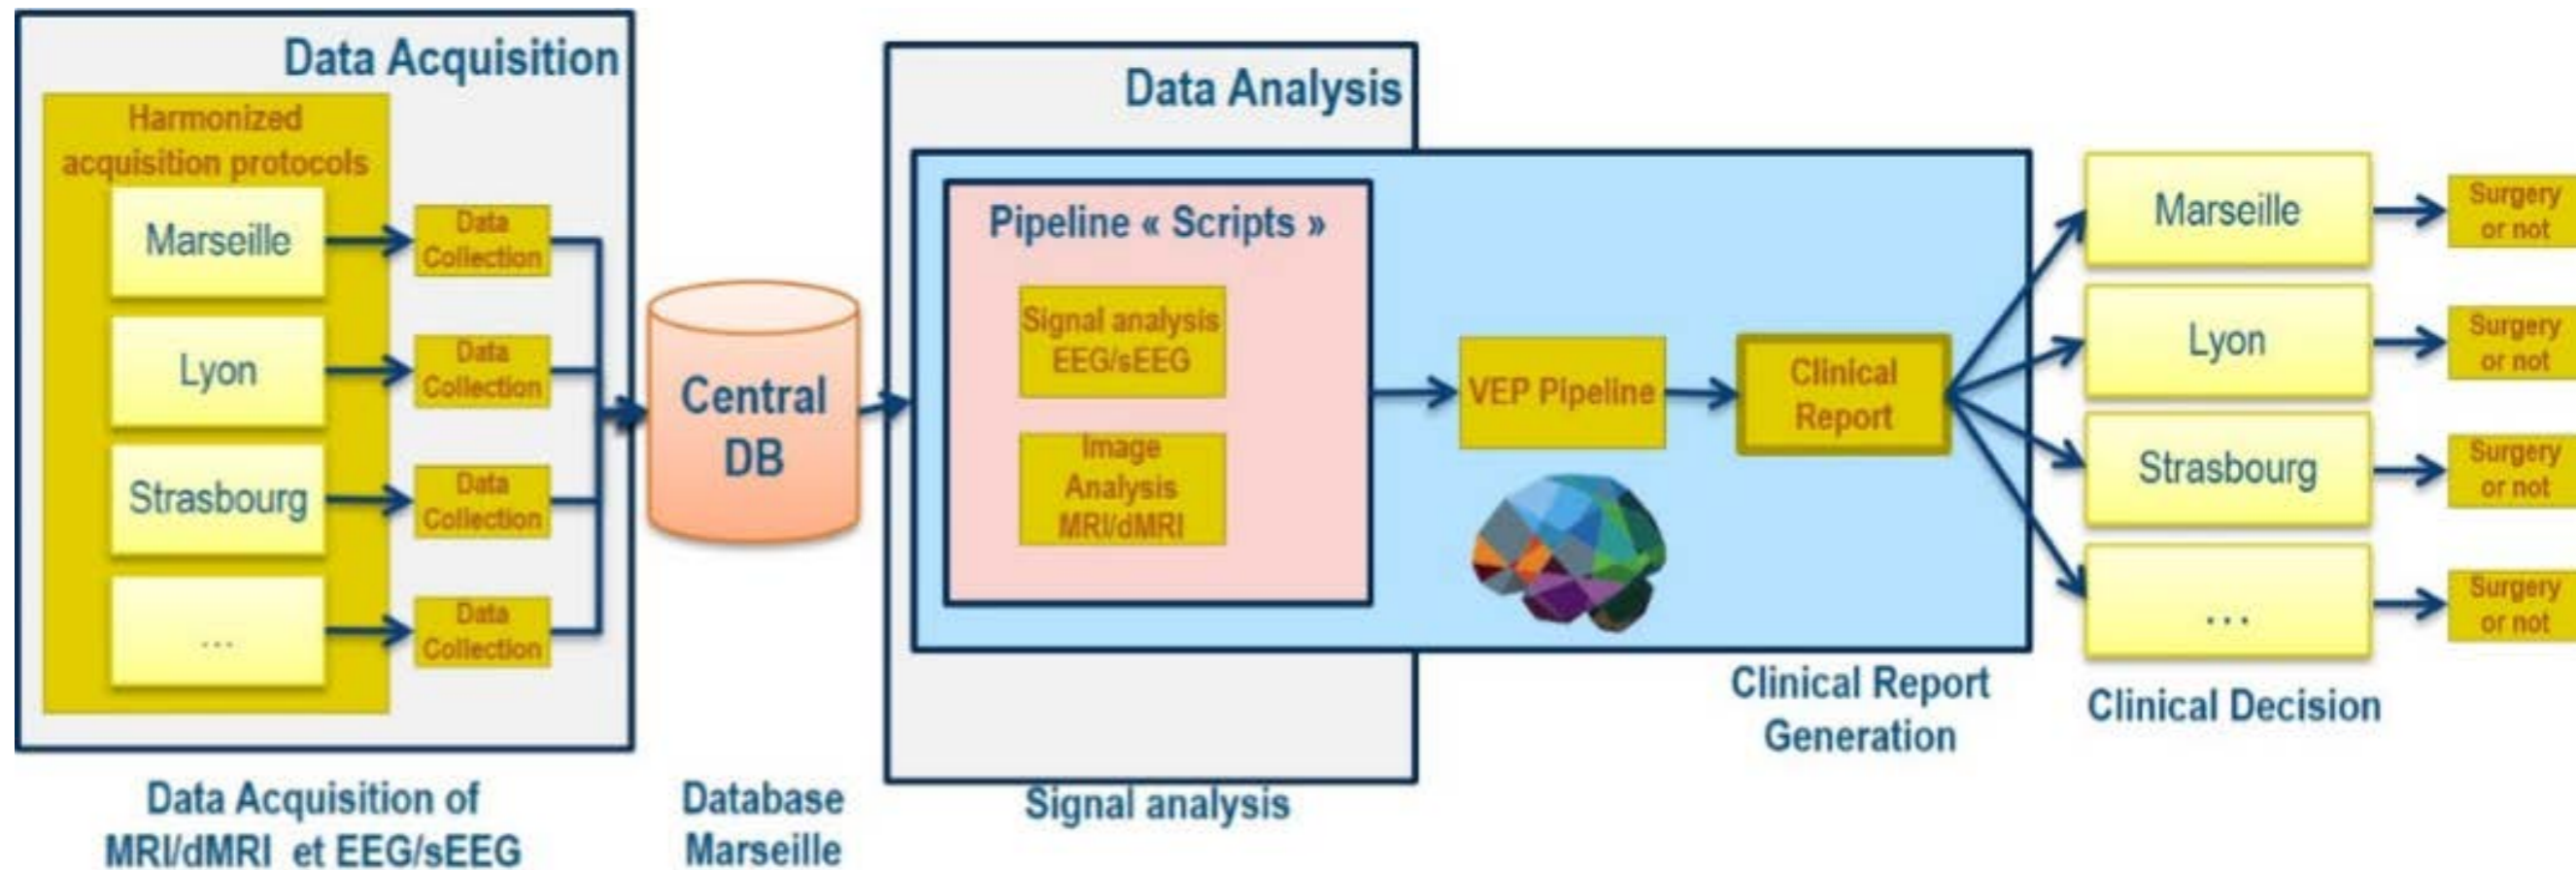 Data Acquisition
Harmonized
acquisition protocols
Marseille
Data
Collection
Lyon
Data
Collection
Strasbourg
Data
Collection
...
Data
Collection
Data Acquisition of
MRI/dMRI et EEG/sEEG
Central
DB
Database
Marseille
Data Analysis
Pipeline « Scripts »
Signal analysis
EEG/sEEG
Image
Analysis
MRI/dMRI
Signal analysis
VEP Pipeline
Clinical
Report
Clinical Report
Generation
Marseille
Surgery
or not
Lyon
Surgery
or not
Strasbourg
Surgery
or not
...
Surgery
or not
Clinical Decision